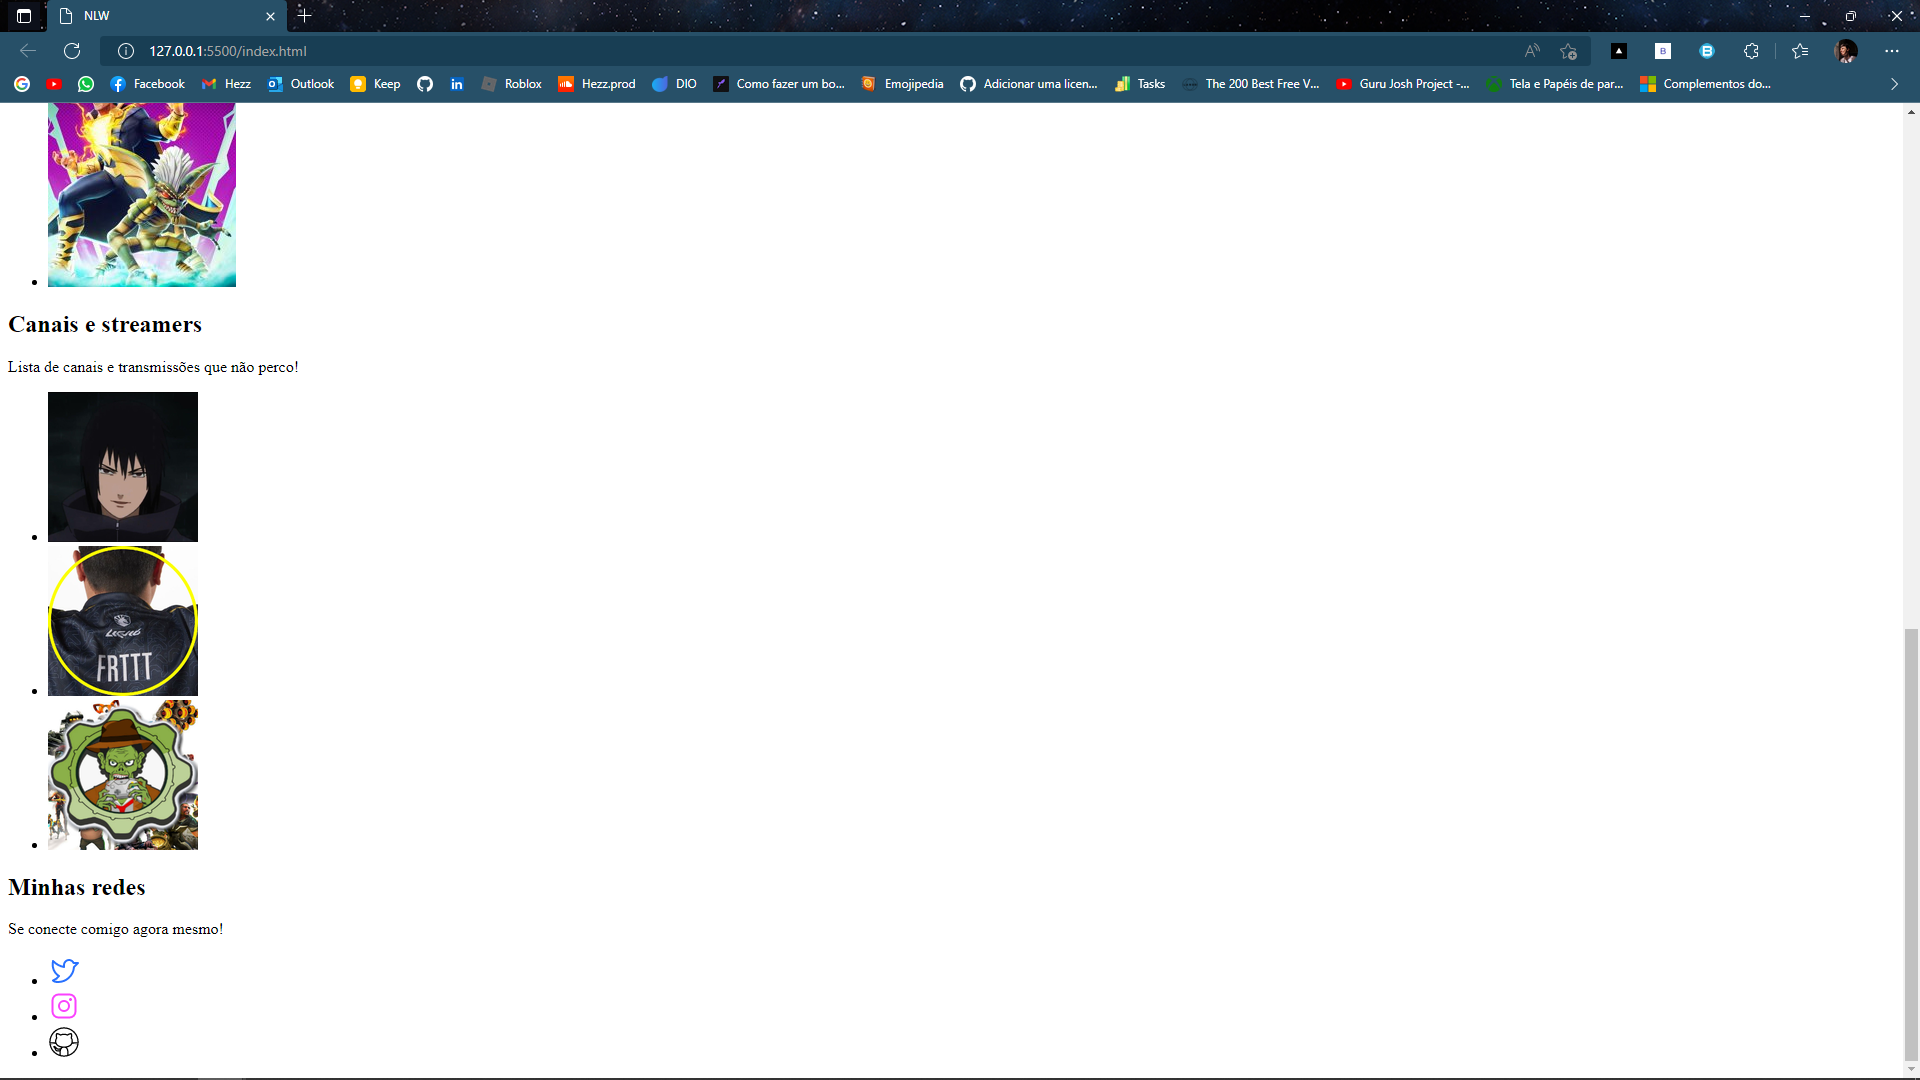 NLW
127.0.0.1:5500/index.html
Facebook
Hezz
Outlook
Keep
Roblox
Hezz.prod
DIO
Como fazer um bo...
Emojipedia
Adicionar uma licen...
Tasks
The 200 Best Free V...
Guru Josh Project -...
Tela e Papéis de par...
Complementos do...
Canais e streamers
Lista de canais e transmissões que não perco!
FRTTT
Minhas redes
Se conecte comigo agora mesmo!